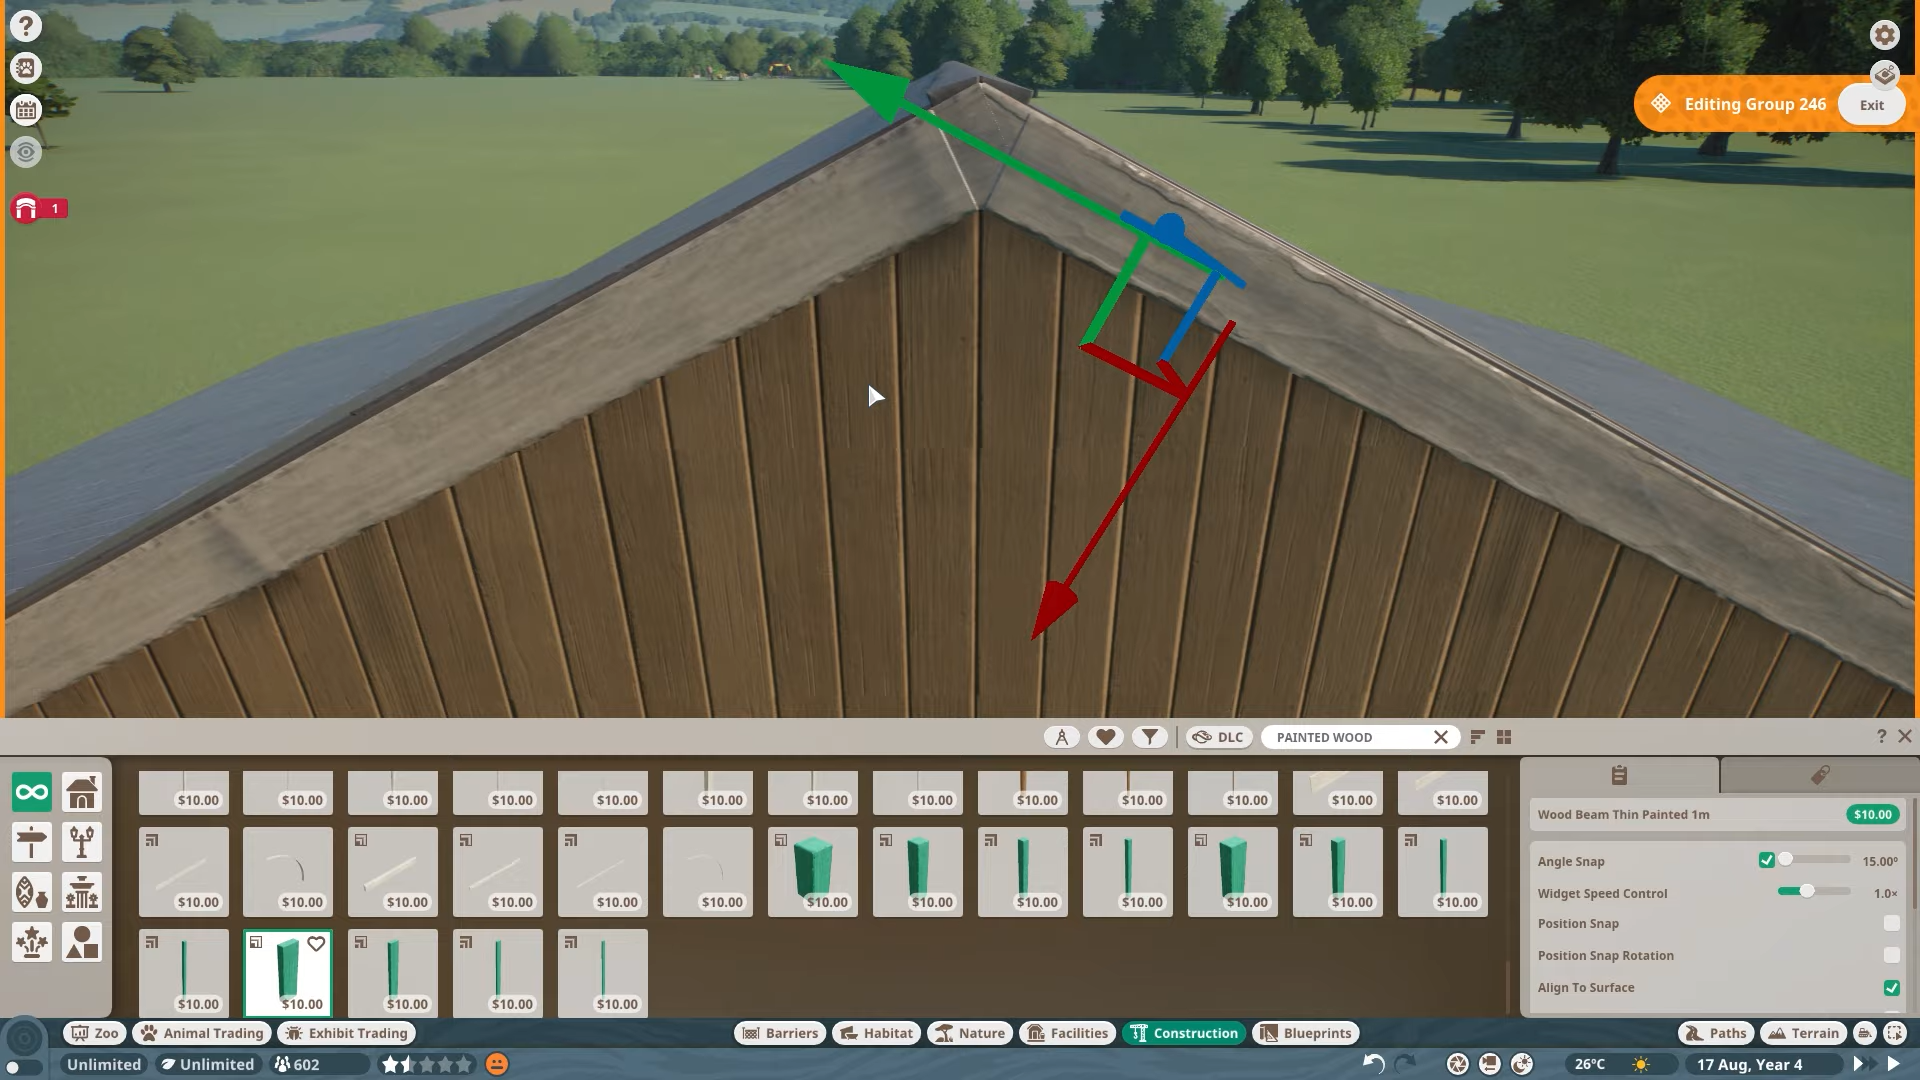 ?
Editing Group 246 Exit
1
DLC PAINTED WOOD ?
$10.00 $10.00 $10.00 $10.00 $10.00 $10.00 $10.00 $10.00 $10.00 $10.00 $10.00 $10.00 $10.00
$10.00 $10.00 $10.00 $10.00 $10.00 $10.00 $10.00 $10.00 $10.00 $10.00 $10.00 $10.00 $10.00
$10.00 $10.00 $10.00 $10.00 $10.00
Wood Beam Thin Painted 1m $10.00
Angle Snap 15.00°
Widget Speed Control 1.0×
Position Snap
Position Snap Rotation
Align To Surface
Zoo Animal Trading Exhibit Trading Barriers Habitat Nature Facilities Construction Blueprints Paths Terrain
Unlimited Unlimited 602 26°C 17 Aug, Year 4